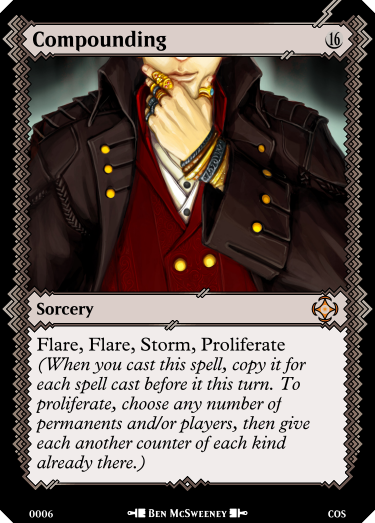 Compounding
16
Sorcery
Flare, Flare, Storm, Proliferate
(When you cast this spell, copy it for
each spell cast before it this turn. To
proliferate, choose any number of
permanents and/or players, then give
each another counter of each kind
already there.)
0006
Ben McSweeney
COS